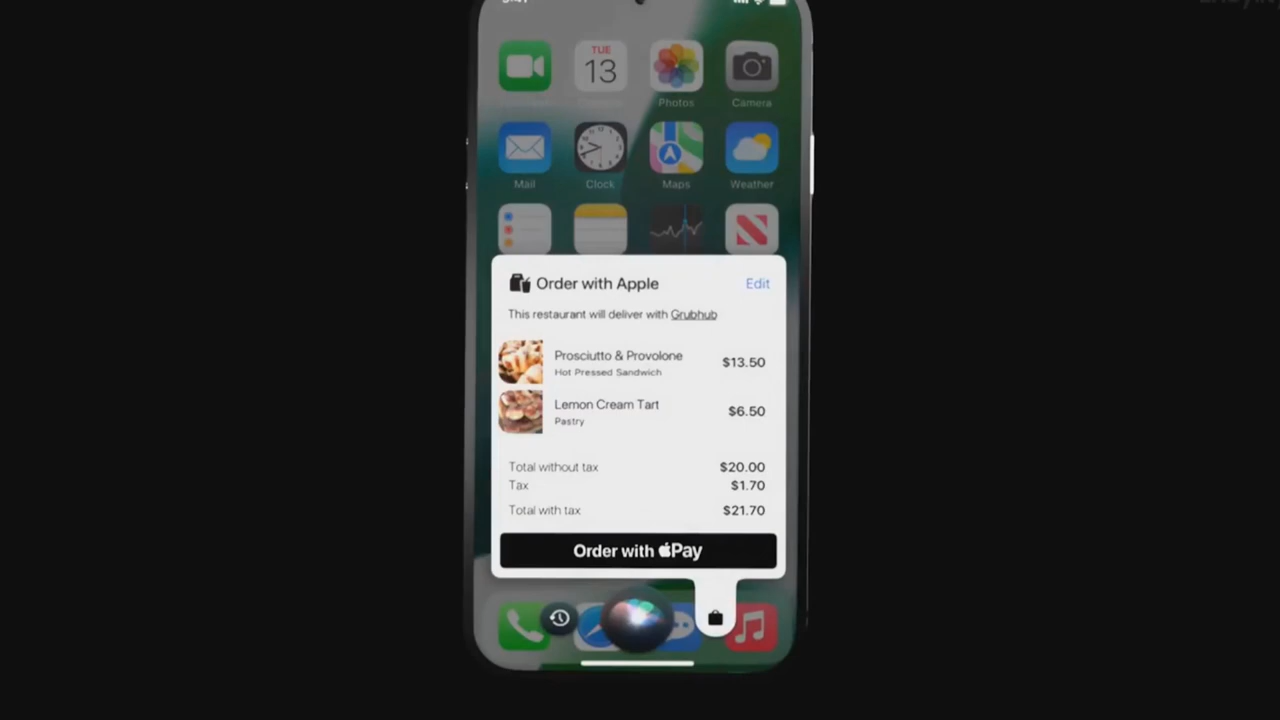 TUE
13
Photos
Camera
Mail
Clock
Maps
Weather
Order with Apple
Edit
This restaurant will deliver with Grubhub
Prosciutto & Provolone
$13.50
Hot Pressed Sandwich
Lemon Cream Tart
$6.50
Pastry
Total without tax
$20.00
Tax
$1.70
Total with tax
$21.70
Order with Pay